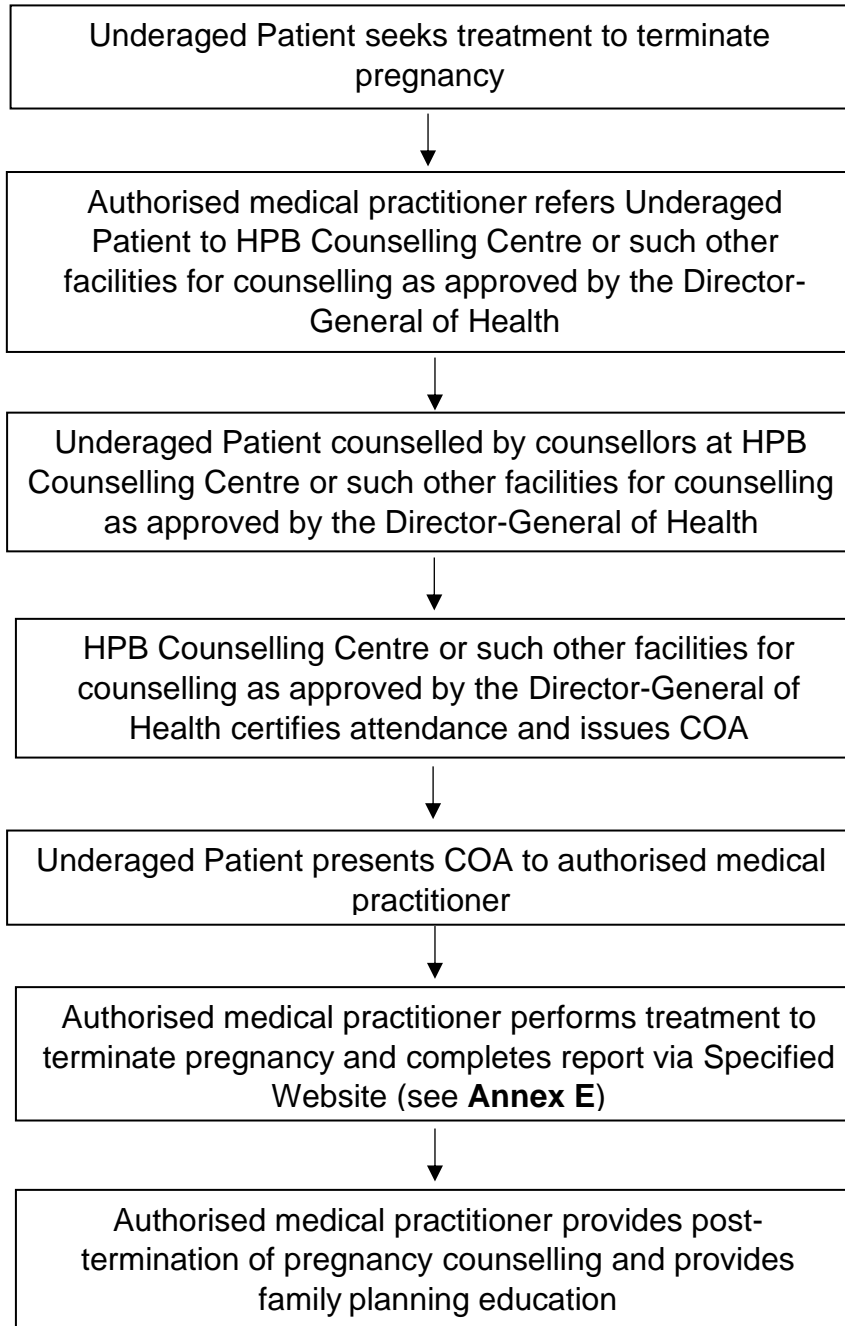 Underaged Patient seeks treatment to terminate
pregnancy
Authorised medical practitioner refers Underaged
Patient to HPB Counselling Centre or such other
facilities for counselling as approved by the Director-
General of Health
Underaged Patient counselled by counsellors at HPB
Counselling Centre or such other facilities for counselling
as approved by the Director-General of Health
HPB Counselling Centre or such other facilities for
counselling as approved by the Director-General of
Health certifies attendance and issues COA
Underaged Patient presents COA to authorised medical
practitioner
Authorised medical practitioner performs treatment to
terminate pregnancy and completes report via Specified
Website (see Annex E)
Authorised medical practitioner provides post-
termination of pregnancy counselling and provides
family planning education